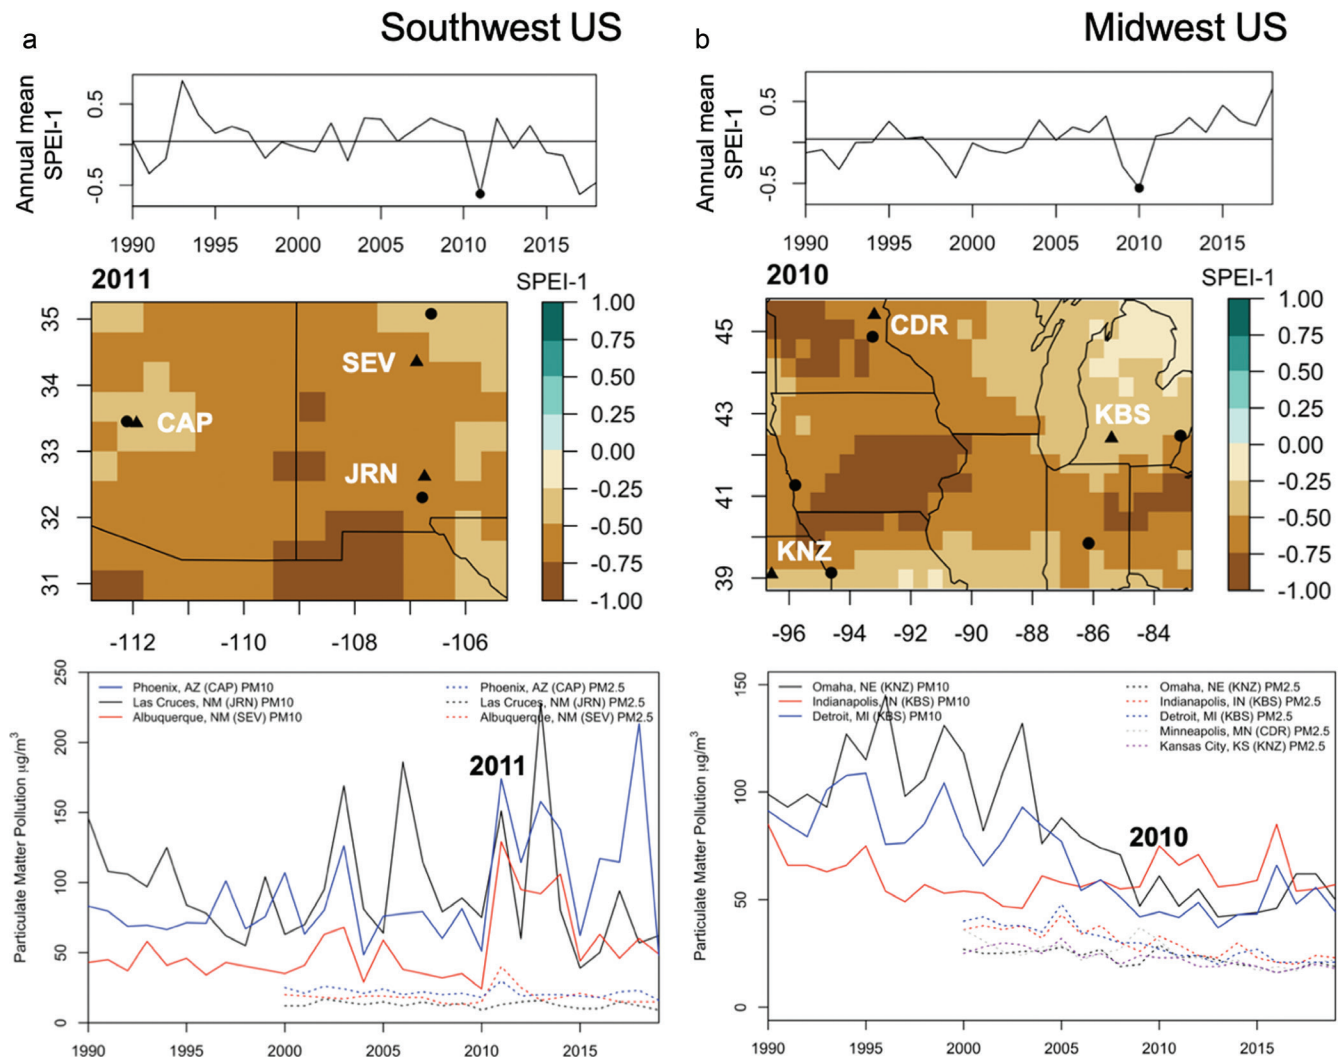 a
Southwest US
Annual mean
SPEI-1
0.5
-0.5
1990 1995 2000 2005 2010 2015
2011
SPEI-1
35
34
33
32
31
SEV
CAP
JRN
1.00
0.75
0.50
0.25
0.00
-0.25
-0.50
-0.75
-1.00
-112 -110 -108 -106
Particulate Matter Pollution µg/m³
250
200
150
100
50
0
Phoenix, AZ (CAP) PM10
Las Cruces, NM (JRN) PM10
Albuquerque, NM (SEV) PM10
Phoenix, AZ (CAP) PM2.5
Las Cruces, NM (JRN) PM2.5
Albuquerque, NM (SEV) PM2.5
2011
1990 1995 2000 2005 2010 2015
b
Midwest US
Annual mean
SPEI-1
0.5
-0.5
1990 1995 2000 2005 2010 2015
2010
SPEI-1
45
43
41
39
CDR
KBS
KNZ
1.00
0.75
0.50
0.25
0.00
-0.25
-0.50
-0.75
-1.00
-96 -94 -92 -90 -88 -86 -84
Particulate Matter Pollution µg/m³
150
100
50
0
Omaha, NE (KNZ) PM10
Indianapolis, IN (KBS) PM10
Detroit, MI (KBS) PM10
Omaha, NE (KNZ) PM2.5
Indianapolis, IN (KBS) PM2.5
Detroit, MI (KBS) PM2.5
Minneapolis, MN (CDR) PM2.5
Kansas City, KS (KNZ) PM2.5
2010
1990 1995 2000 2005 2010 2015